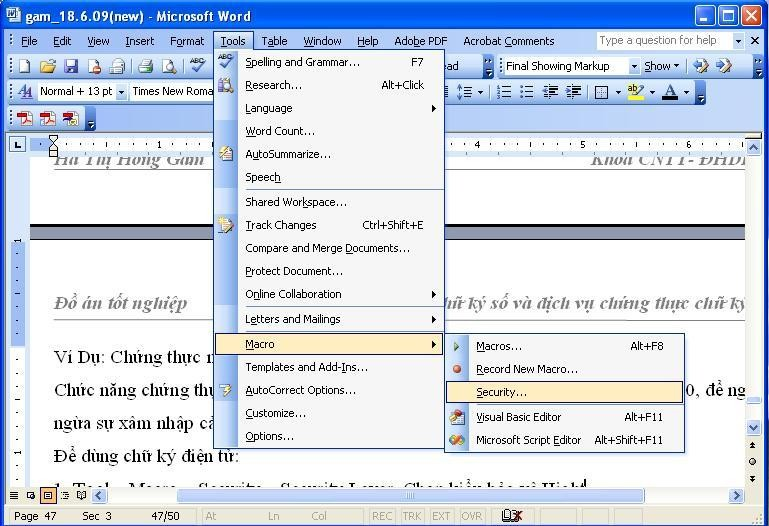 gam_18.6.09(new) - Microsoft Word
File Edit View Insert Format Tools Table Window Help Adobe PDF Acrobat Comments Type a question for help
ABC ead Final Showing Markup Show
Normal + 13 pt Times New Roma
Spelling and Grammar... F7
Research... Alt+Click
Language
Word Count...
AutoSummarize...
Speech
Shared Workspace...
Track Changes Ctrl+Shift+E
Compare and Merge Documents...
Protect Document...
Online Collaboration
Letters and Mailings
Macro
Templates and Add-Ins...
AutoCorrect Options...
Customize...
Options...
Macros... Alt+F8
Record New Macro...
Security...
Visual Basic Editor Alt+F11
Microsoft Script Editor Alt+Shift+F11
1 4 5 6
Hà Thị Hồng Gấm Khoa CNTT- ĐHDL
Đồ án tốt nghiệp chữ ký số và dịch vụ chứng thực chữ ký
Ví Dụ: Chứng thực
Chức năng chứng thự 0, để ng
ngừa sự xâm nhập
Để dùng chữ ký điện tử:
Page 47 Sec 3 47/50 At Ln Col REC TRK EXT OVR